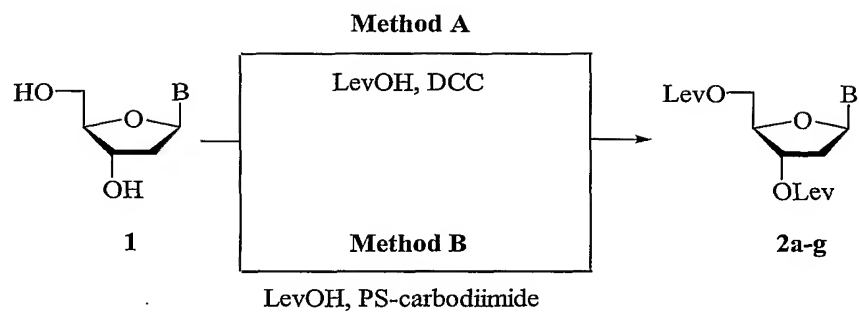 Method A
LevOH, DCC
HO
O
B
OH
1
Method B
LevOH, PS-carbodiimide
LevO
O
B
OLev
2a-g